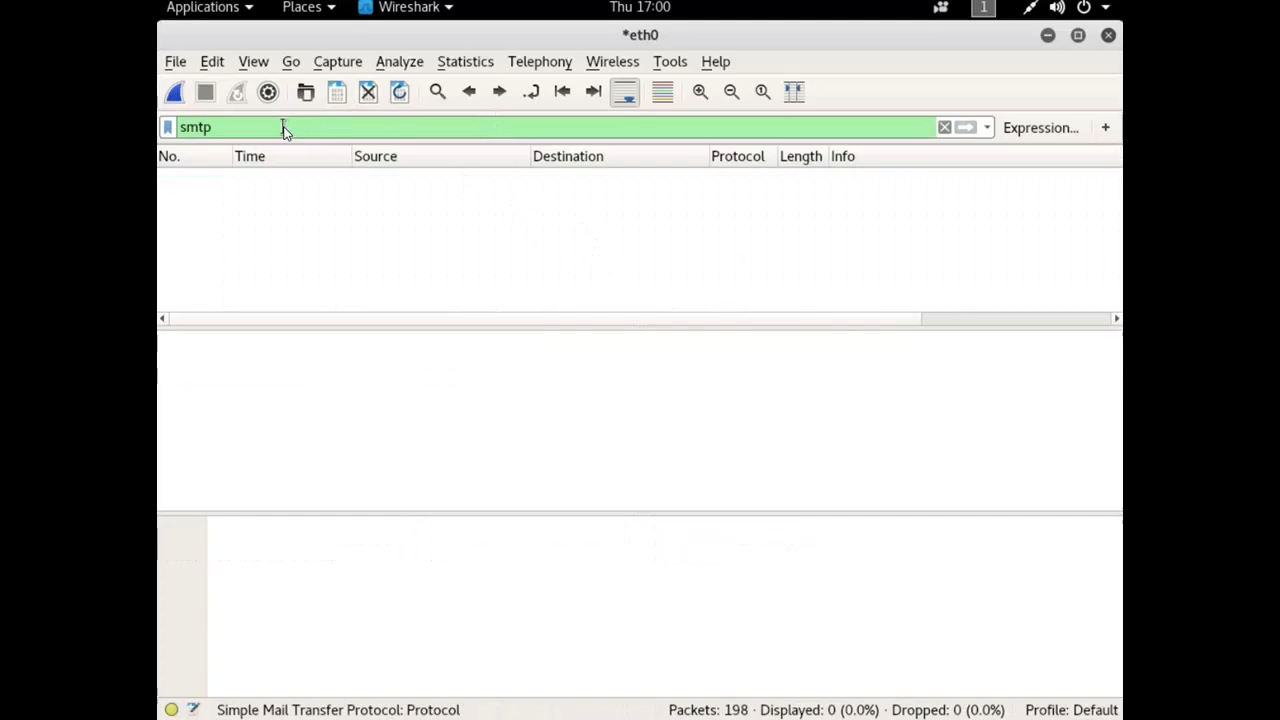 Applications Places Wireshark Thu 17:00 1
*eth0
File Edit View Go Capture Analyze Statistics Telephony Wireless Tools Help
smtp Expression... +
No. Time Source Destination Protocol Length Info
Simple Mail Transfer Protocol: Protocol Packets: 198 · Displayed: 0 (0.0%) · Dropped: 0 (0.0%) Profile: Default